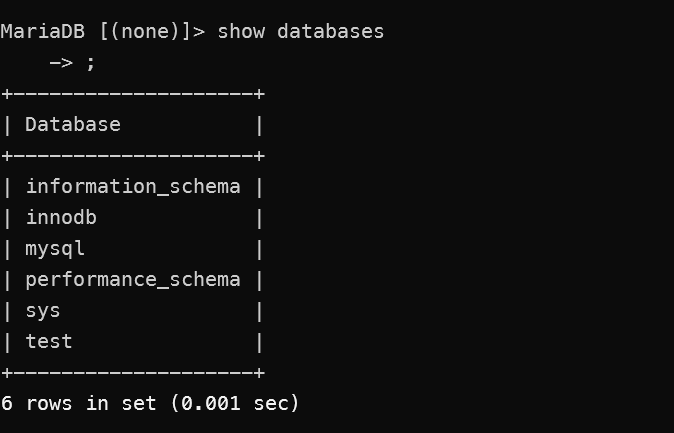 MariaDB [(none)]> show databases
    -> ;
+--------------------+
| Database           |
+--------------------+
| information_schema |
| innodb             |
| mysql              |
| performance_schema |
| sys                |
| test               |
+--------------------+
6 rows in set (0.001 sec)